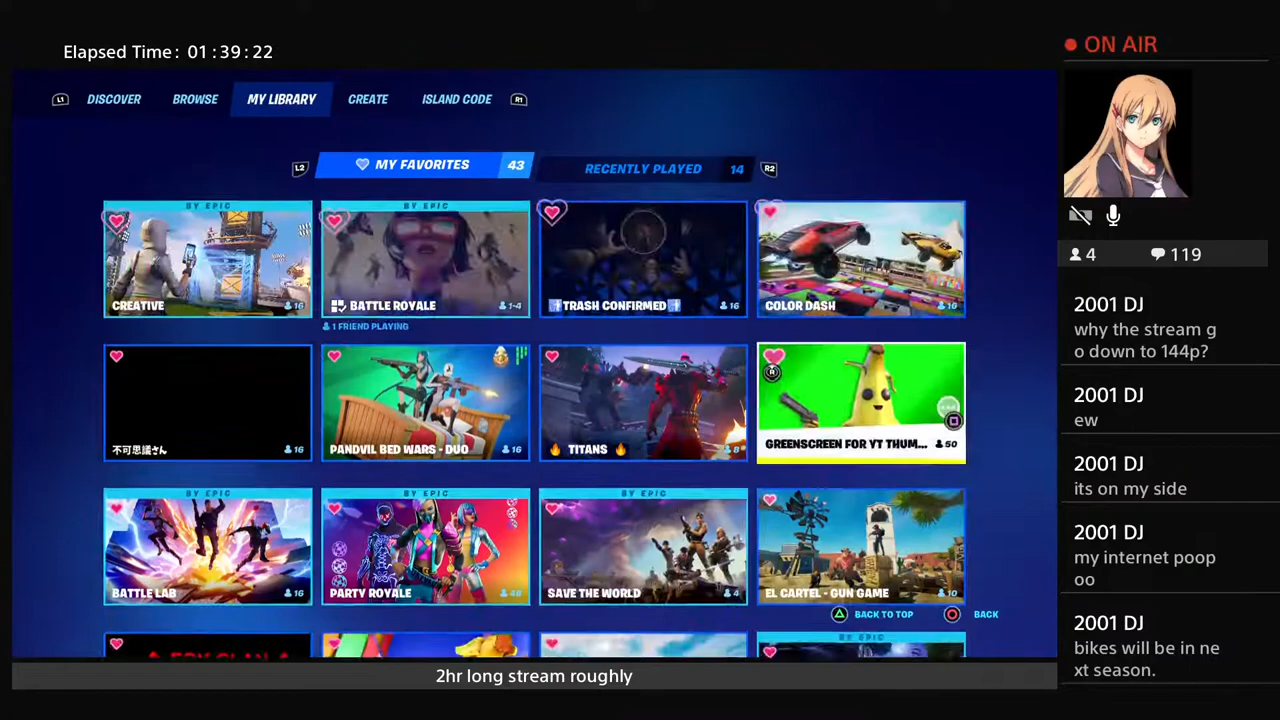 Elapsed Time: 01:39:22
ON AIR
L1 DISCOVER BROWSE MY LIBRARY CREATE ISLAND CODE R1
L2 MY FAVORITES 43 RECENTLY PLAYED 14 R2
BY EPIC BY EPIC
CREATIVE 16 BATTLE ROYALE 1-4 TRASH CONFIRMED 16 COLOR DASH 16
1 FRIEND PLAYING
不可思議さん 16 PANDVIL BED WARS - DUO 16 TITANS 8 GREENSCREEN FOR YT THUM... 50
BY EPIC BY EPIC BY EPIC
BATTLE LAB 16 PARTY ROYALE 48 SAVE THE WORLD 4 EL CARTEL - GUN GAME 10
BACK TO TOP BACK
BY EPIC
2hr long stream roughly
4 119
2001 DJ
why the stream g
o down to 144p?
2001 DJ
ew
2001 DJ
its on my side
2001 DJ
my internet poop
oo
2001 DJ
bikes will be in ne
xt season.